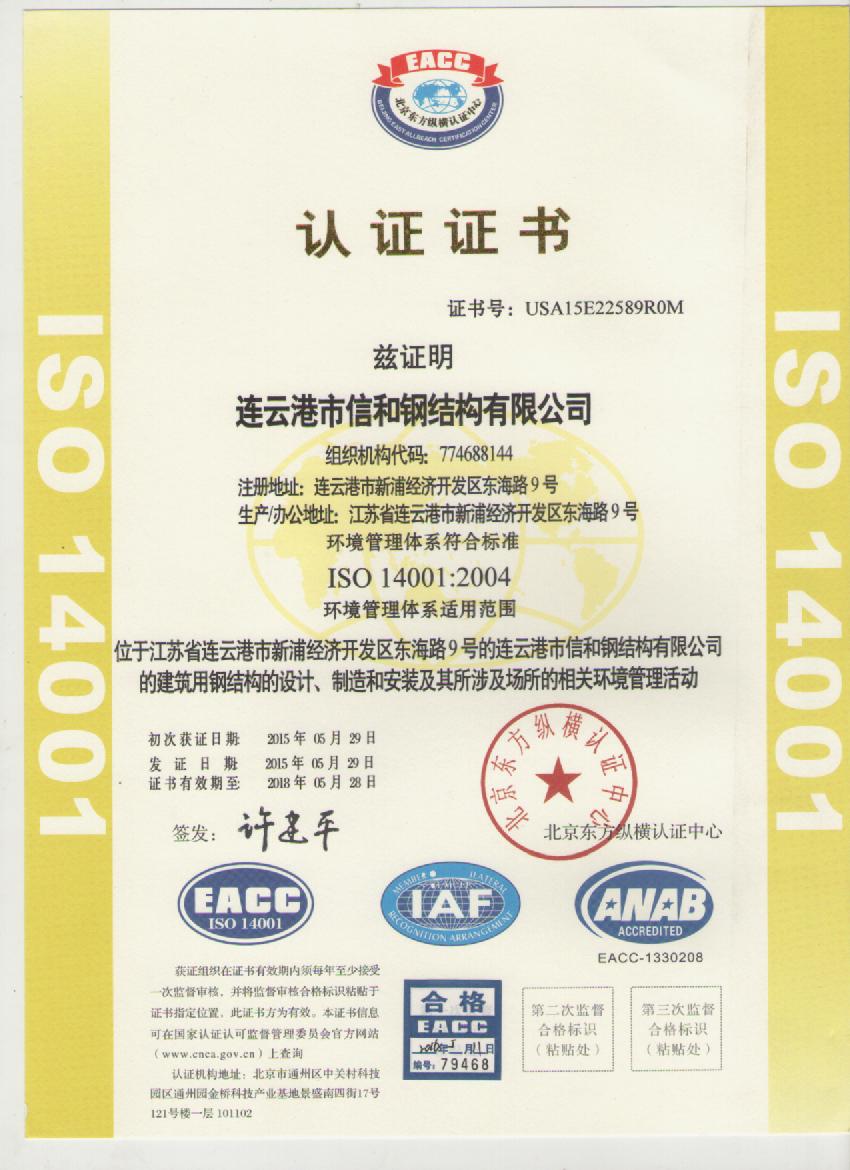 EACC
北京东方纵横认证中心
BEIJING EAST ALLREACH CERTIFICATION CENTER
认证证书
证书号：USA15E22589R0M
兹证明
连云港市信和钢结构有限公司
组织机构代码：774688144
注册地址：连云港市新浦经济开发区东海路9号
生产/办公地址：江苏省连云港市新浦经济开发区东海路9号
环境管理体系符合标准
ISO 14001:2004
环境管理体系适用范围
位于江苏省连云港市新浦经济开发区东海路9号的连云港市信和钢结构有限公司
的建筑用钢结构的设计、制造和安装及其所涉及场所的相关环境管理活动
初次获证日期：2015年05月29日
发证日期：2015年05月29日
证书有效期至：2018年05月28日
签发：许建平
北京东方纵横认证中心
北京东方纵横认证中心
EACC
ISO 14001
MEMBER
ILATERAL
IAF
RECOGNITION ARRANGEMENT
ANAB
ACCREDITED
EACC-1330208
获证组织在证书有效期内须每年至少接受
一次监督审核，并将监督审核合格标识粘贴于
证书指定位置，此证书方为有效。本证书信息
可在国家认证认可监督管理委员会官方网站
（www.cnca.gov.cn）上查询
认证机构地址：北京市通州区中关村科技
园区通州园金桥科技产业基地景盛南四街17号
121号楼一层 101102
合格
EACC
年 月11日
编号：79468
第二次监督
合格标识
（粘贴处）
第三次监督
合格标识
（粘贴处）
ISO 14001
ISO 14001